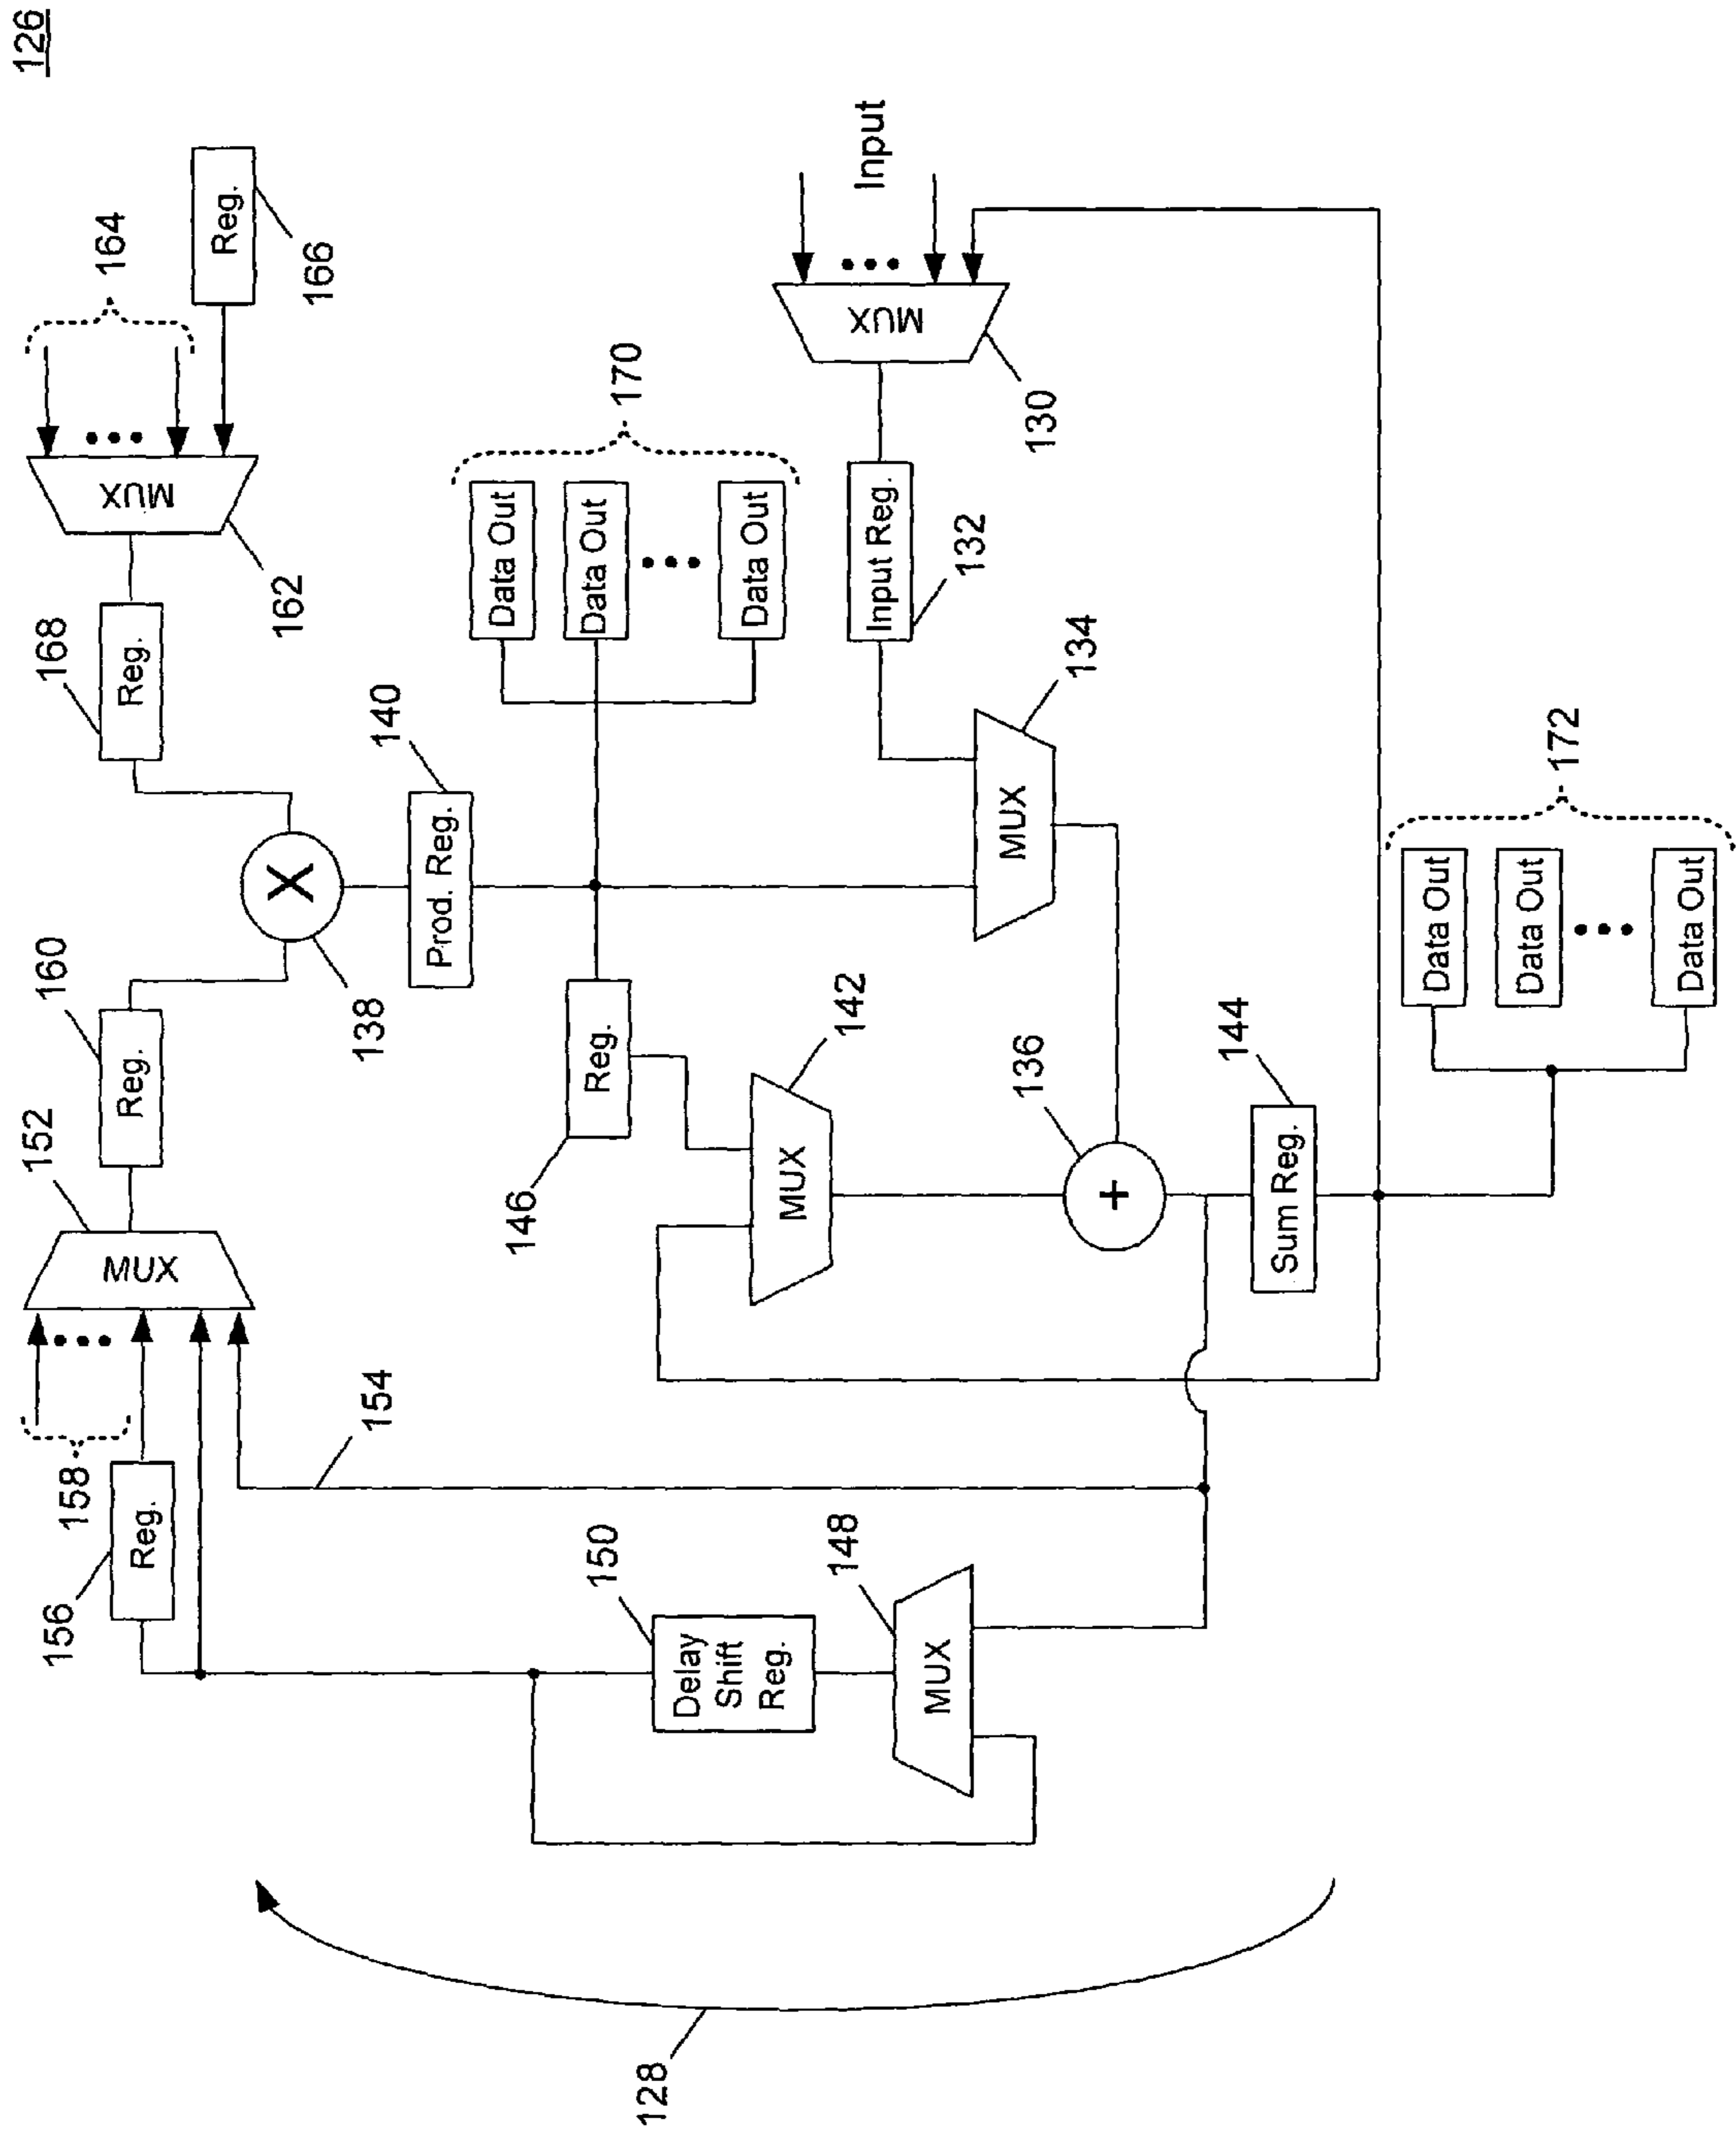 126
152
160
168
164
MUX
Reg.
Reg.
MUX
Reg.
158
156
Reg.
162
166
X
138
140
Prod. Reg.
170
154
146
Reg.
Data Out
Data Out
Data Out
150
Delay
Shift
Reg.
142
MUX
134
MUX
Input Reg.
132
MUX
130
Input
148
MUX
136
+
144
Sum Reg.
172
Data Out
Data Out
Data Out
128